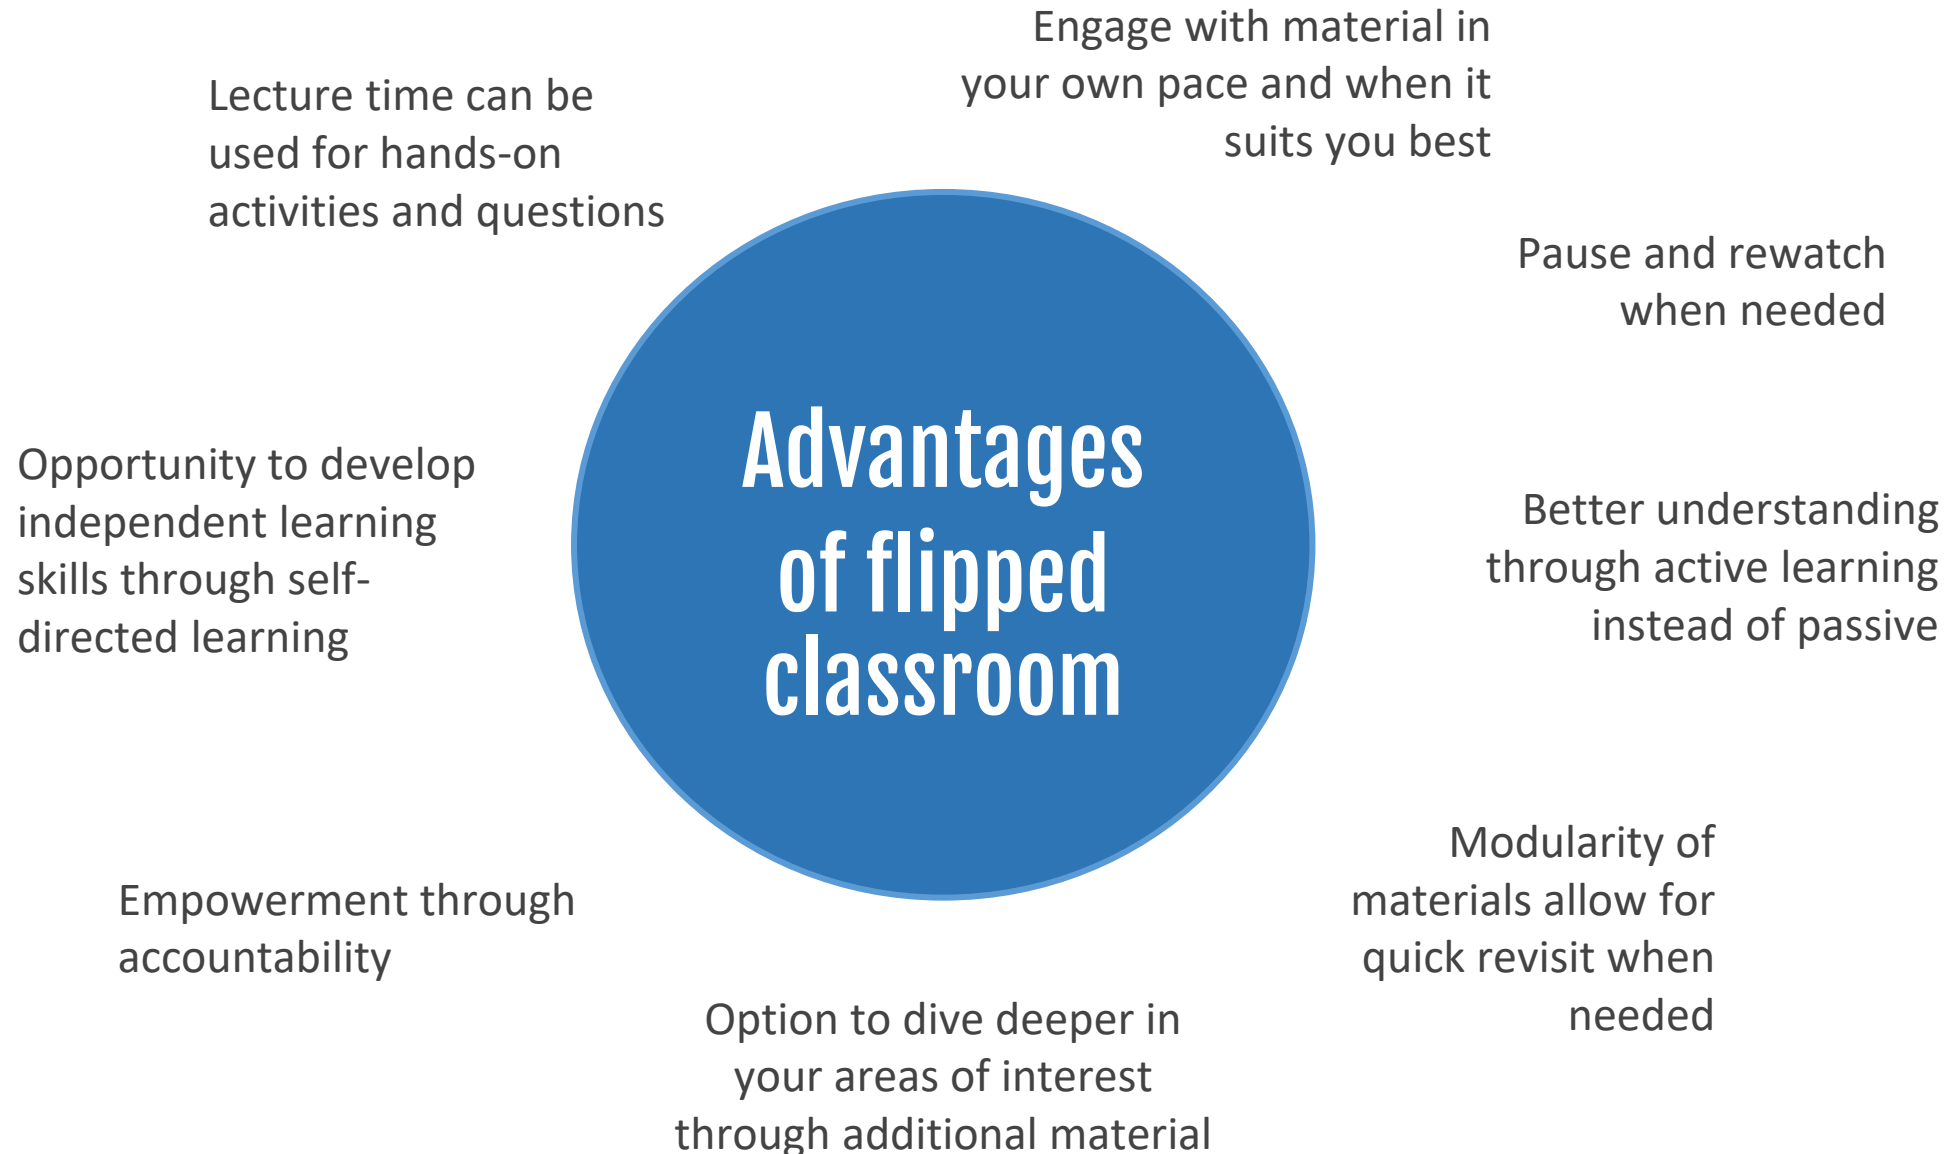 Engage with material in
your own pace and when it
suits you best
Lecture time can be
used for hands-on
activities and questions
Pause and rewatch
when needed
Advantages
of flipped
classroom
Opportunity to develop
independent learning
skills through self-
directed learning
Better understanding
through active learning
instead of passive
Modularity of
materials allow for
quick revisit when
needed
Empowerment through
accountability
Option to dive deeper in
your areas of interest
through additional material